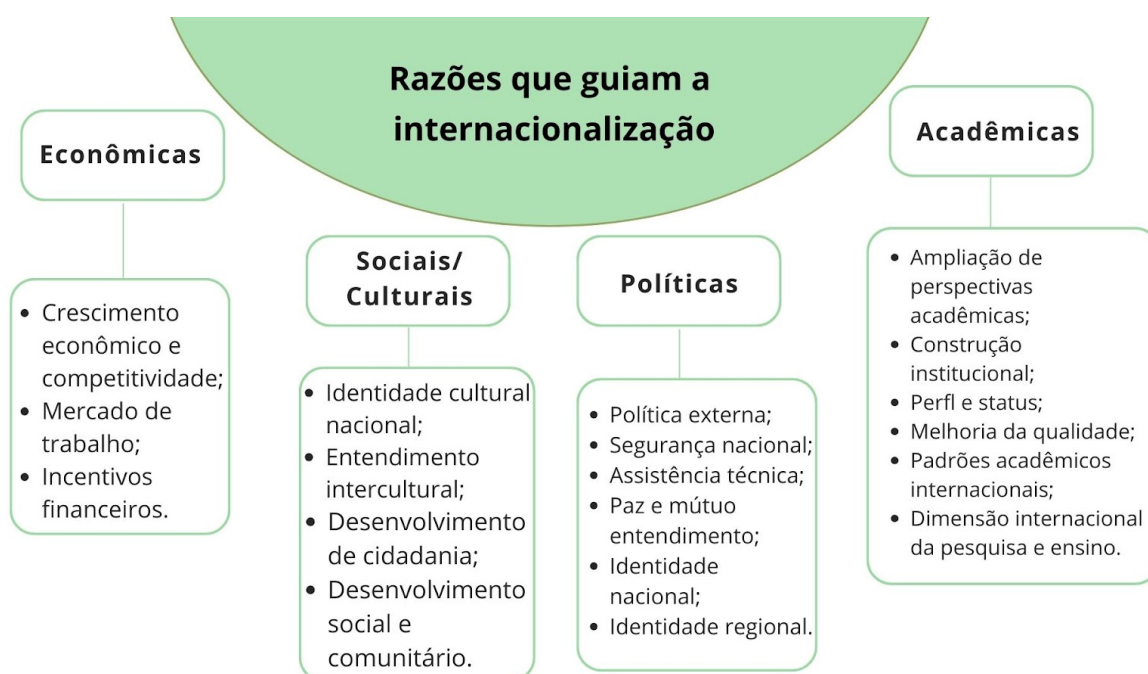 Razões que guiam a
internacionalização
Econômicas
• Crescimento
econômico e
competitividade;
• Mercado de
trabalho;
• Incentivos
financeiros.
Sociais/
Culturais
• Identidade cultural
nacional;
• Entendimento
intercultural;
• Desenvolvimento
de cidadania;
• Desenvolvimento
social e
comunitário.
Políticas
• Política externa;
• Segurança nacional;
• Assistência técnica;
• Paz e mútuo
entendimento;
• Identidade
nacional;
• Identidade regional.
Acadêmicas
• Ampliação de
perspectivas
acadêmicas;
• Construção
institucional;
• Perfl e status;
• Melhoria da qualidade;
• Padrões acadêmicos
internacionais;
• Dimensão internacional
da pesquisa e ensino.